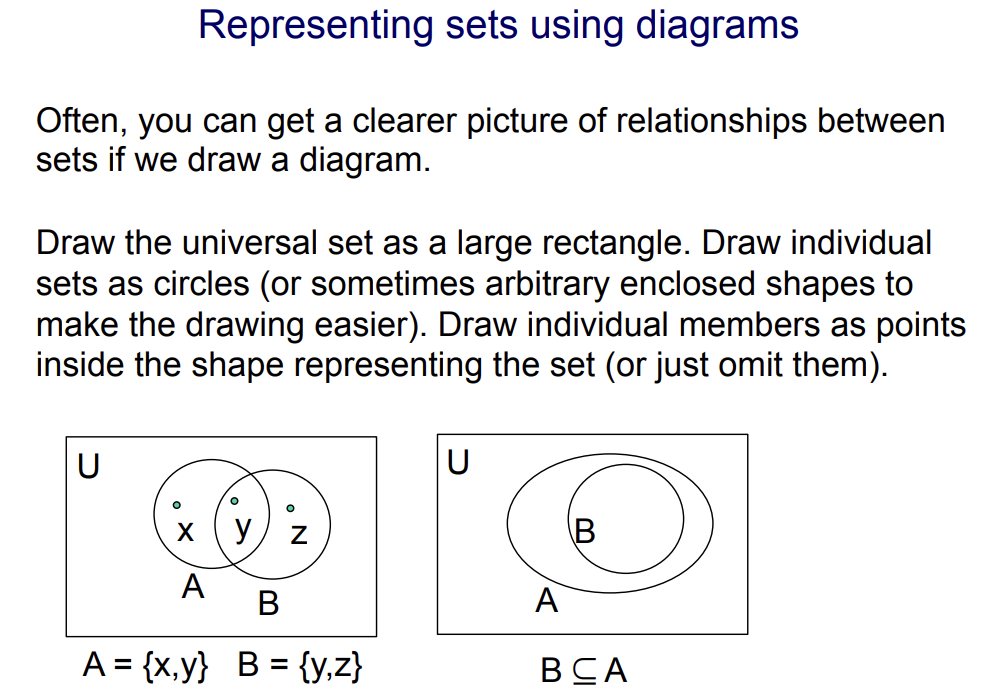 Representing sets using diagrams
Often, you can get a clearer picture of relationships between
sets if we draw a diagram.
Draw the universal set as a large rectangle. Draw individual
sets as circles (or sometimes arbitrary enclosed shapes to
make the drawing easier). Draw individual members as points
inside the shape representing the set (or just omit them).
U
x y z
A
B
A = {x,y} B = {y,z}
U
B
A
B ⊆ A